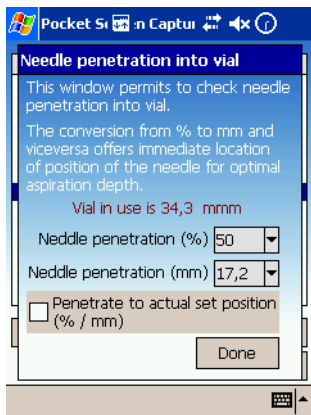 Pocket S :n Captui
Needle penetration into vial
This window permits to check needle
penetration into vial.
The conversion from % to mm and
viceversa offers immediate location
of position of the needle for optimal
aspiration depth.
Vial in use is 34,3 mmm
Neddle penetration (%) 50
Neddle penetration (mm) 17,2
Penetrate to actual set position
(% / mm)
Done